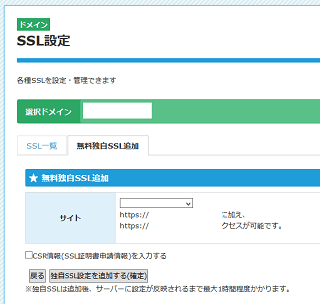 ドメイン
SSL設定
各種SSLを設定・管理できます
選択ドメイン
SSL一覧 無料独自SSL追加
★ 無料独自SSL追加
サイト
https:// に加え、
https:// クセスが可能です。
CSR情報(SSL証明書申請情報)を入力する
戻る 独自SSL設定を追加する(確定)
※独自SSLは追加後、サーバーに設定が反映されるまで最大1時間程度かかります。